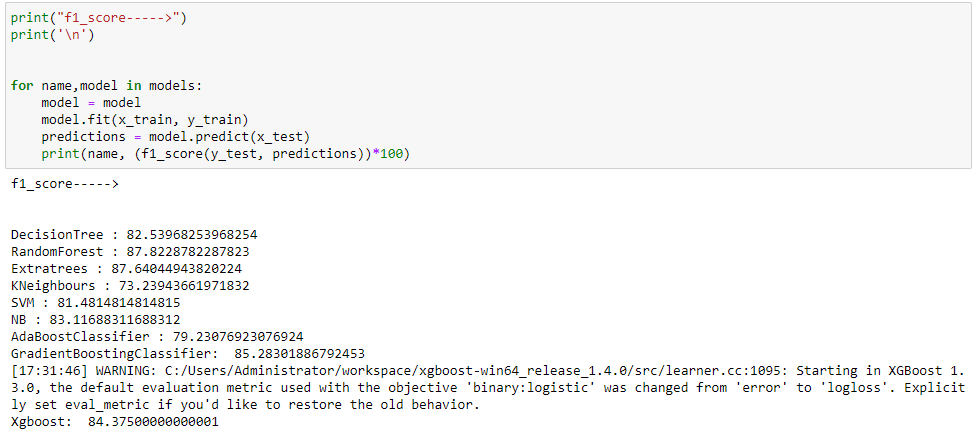 print("f1_score----->")
print('\n')
for name,model in models:
    model = model
    model.fit(x_train, y_train)
    predictions = model.predict(x_test)
    print(name, (f1_score(y_test, predictions))*100)
f1_score----->
DecisionTree : 82.53968253968254
RandomForest : 87.8228782287823
Extratrees : 87.64044943820224
KNeighbours : 73.23943661971832
SVM : 81.4814814814815
NB : 83.11688311688312
AdaBoostClassifier : 79.23076923076924
GradientBoostingClassifier:  85.28301886792453
[17:31:46] WARNING: C:/Users/Administrator/workspace/xgboost-win64_release_1.4.0/src/learner.cc:1095: Starting in XGBoost 1.
3.0, the default evaluation metric used with the objective 'binary:logistic' was changed from 'error' to 'logloss'. Explicit
ly set eval_metric if you'd like to restore the old behavior.
Xgboost:  84.37500000000001